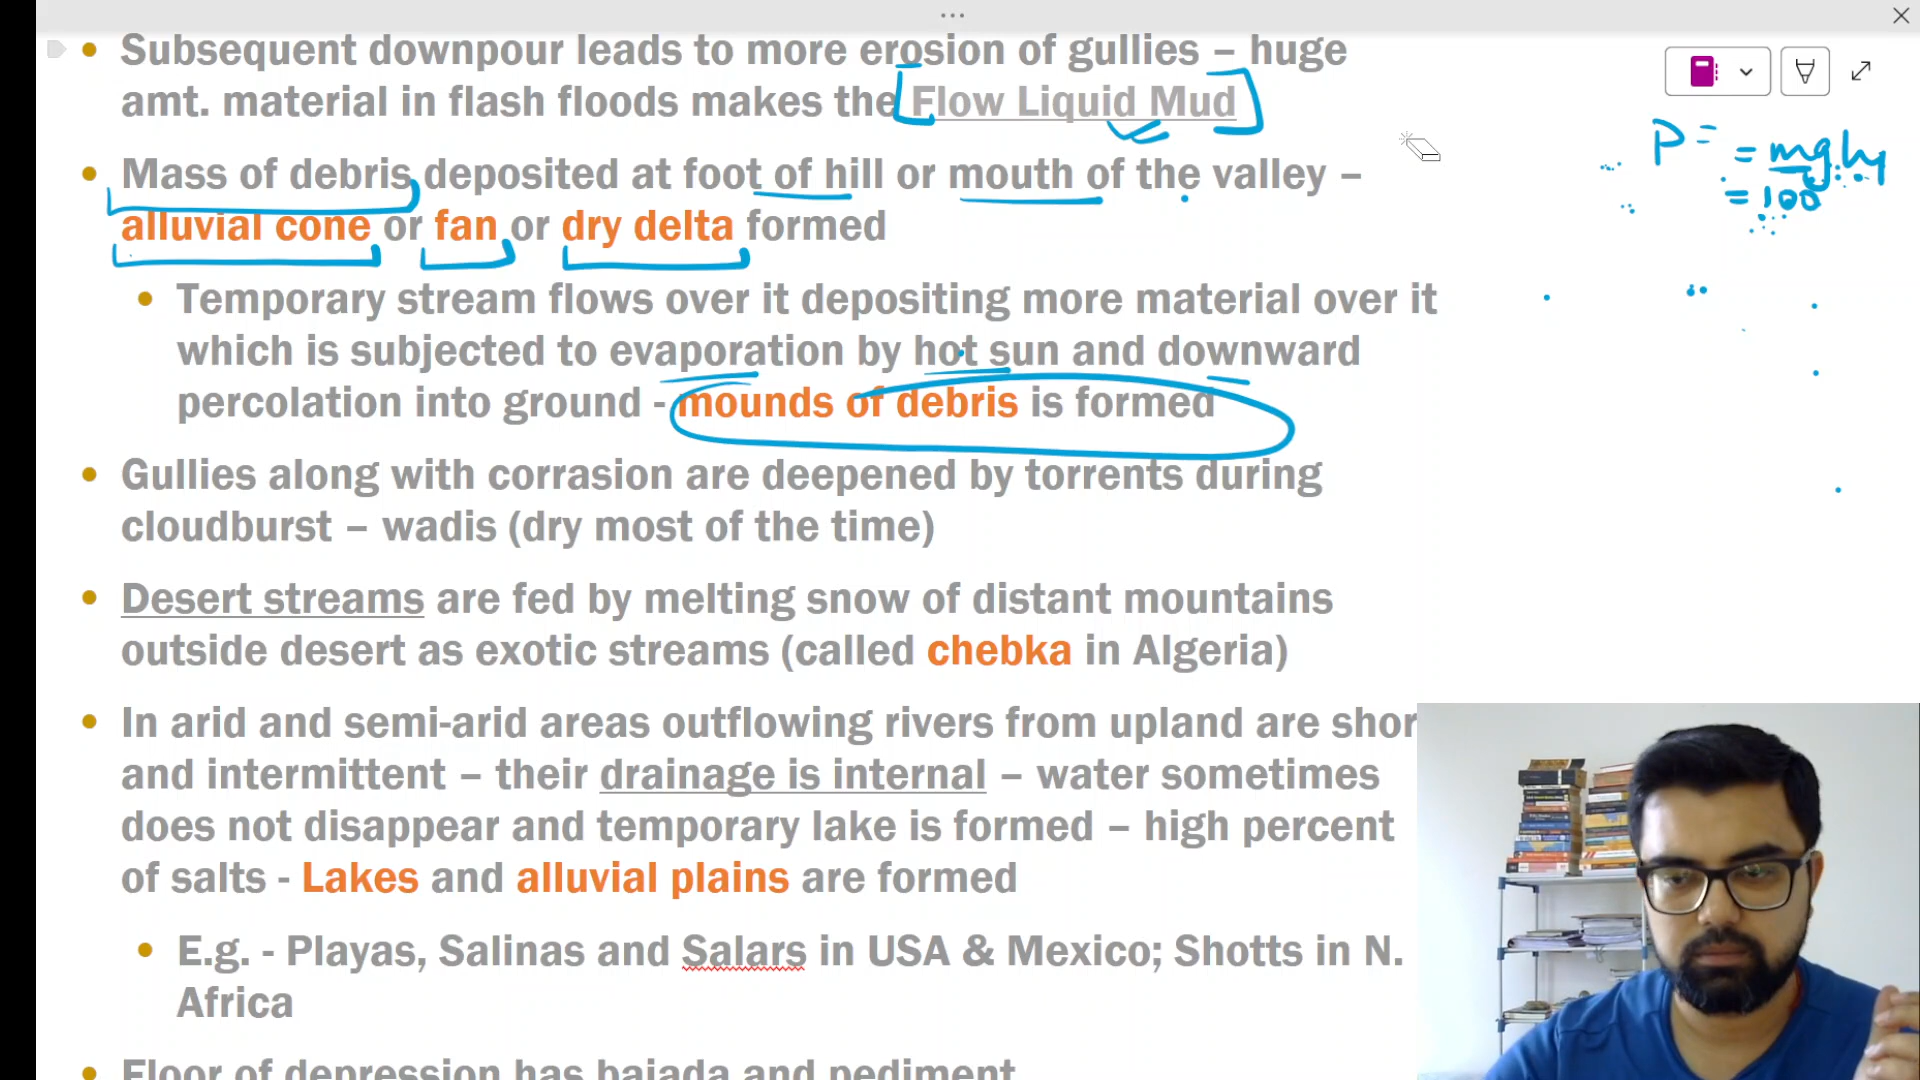 Subsequent downpour leads to more erosion of gullies – huge
amt. material in flash floods makes the Flow Liquid Mud
Mass of debris deposited at foot of hill or mouth of the valley –
alluvial cone or fan or dry delta formed
Temporary stream flows over it depositing more material over it
which is subjected to evaporation by hot sun and downward
percolation into ground - mounds of debris is formed
Gullies along with corrasion are deepened by torrents during
cloudburst – wadis (dry most of the time)
Desert streams are fed by melting snow of distant mountains
outside desert as exotic streams (called chebka in Algeria)
In arid and semi-arid areas outflowing rivers from upland are shor
and intermittent – their drainage is internal – water sometimes
does not disappear and temporary lake is formed – high percent
of salts - Lakes and alluvial plains are formed
E.g. - Playas, Salinas and Salars in USA & Mexico; Shotts in N.
Africa
Floor of depression has bajada and pediment
P =
= mgh
= 100